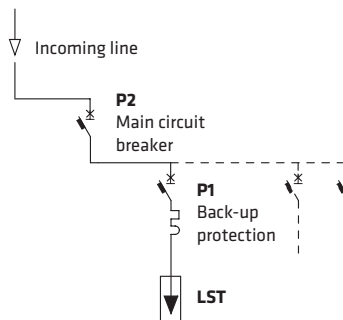 Incoming line
P2
Main circuit
breaker
P1
Back-up
protection
LST